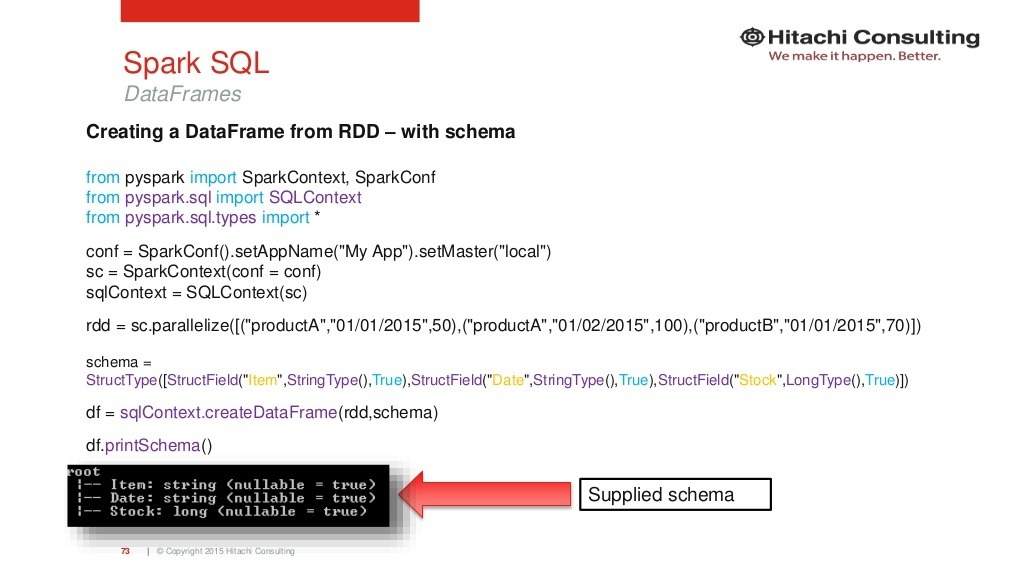 Hitachi Consulting
We make it happen. Better.
Spark SQL
DataFrames
Creating a DataFrame from RDD – with schema
from pyspark import SparkContext, SparkConf
from pyspark.sql import SQLContext
from pyspark.sql.types import *
conf = SparkConf().setAppName("My App").setMaster("local")
sc = SparkContext(conf = conf)
sqlContext = SQLContext(sc)
rdd = sc.parallelize([("productA","01/01/2015",50),("productA","01/02/2015",100),("productB","01/01/2015",70)])
schema =
StructType([StructField("Item",StringType(),True),StructField("Date",StringType(),True),StructField("Stock",LongType(),True)])
df = sqlContext.createDataFrame(rdd,schema)
df.printSchema()
root
|-- Item: string (nullable = true)
|-- Date: string (nullable = true)
|-- Stock: long (nullable = true)
Supplied schema
73 | © Copyright 2015 Hitachi Consulting